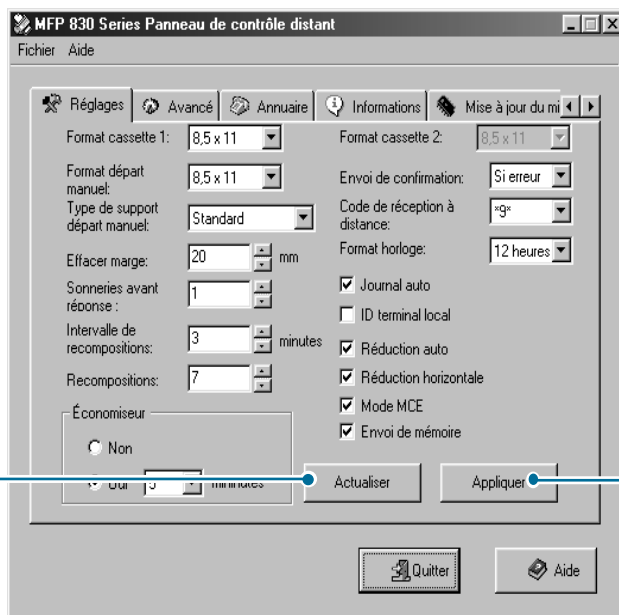 MFP 830 Series Panneau de contrôle distant
Fichier Aide
Réglages Avancé Annuaire Informations Mise à jour du mi
Format cassette 1: 8,5 x 11 Format cassette 2: 8,5 x 11
Format départ manuel: 8,5 x 11 Envoi de confirmation: Si erreur
Type de support départ manuel: Standard Code de réception à distance: *9*
Effacer marge: 20 mm Format horloge: 12 heures
Sonneries avant réponse : 1 Journal auto
ID terminal local
Intervalle de recompositions: 3 minutes Réduction auto
Recompositions: 7 Réduction horizontale
Économiseur Mode MCE
Non Envoi de mémoire
Oui 5 mininutes Actualiser Appliquer
Quitter Aide